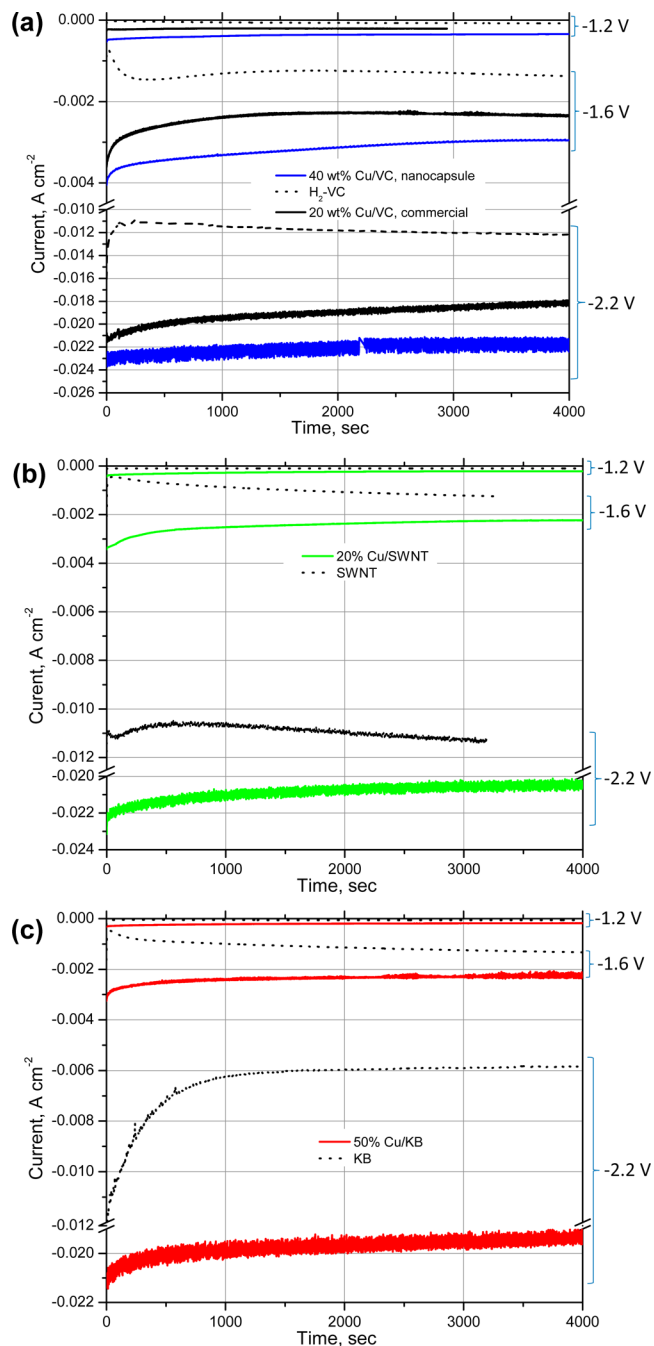 (a)
0.000
-0.002
-0.004
-0.010
-0.012
-0.014
-0.016
-0.018
-0.020
-0.022
-0.024
-0.026
Current, A cm-2
40 wt% Cu/VC, nanocapsule
H2-VC
20 wt% Cu/VC, commercial
-1.2 V
-1.6 V
-2.2 V
0 1000 2000 3000 4000
Time, sec
(b)
0.000
-0.002
-0.004
-0.006
-0.008
-0.010
-0.012
-0.020
-0.022
-0.024
Curent, A cm-2
20% Cu/SWNT
SWNT
-1.2 V
-1.6 V
-2.2 V
0 1000 2000 3000 4000
Time, sec
(c)
0.000
-0.002
-0.004
-0.006
-0.008
-0.010
-0.012
-0.020
-0.022
Current, A cm-2
50% Cu/KB
KB
-1.2 V
-1.6 V
-2.2 V
0 1000 2000 3000 4000
Time, sec